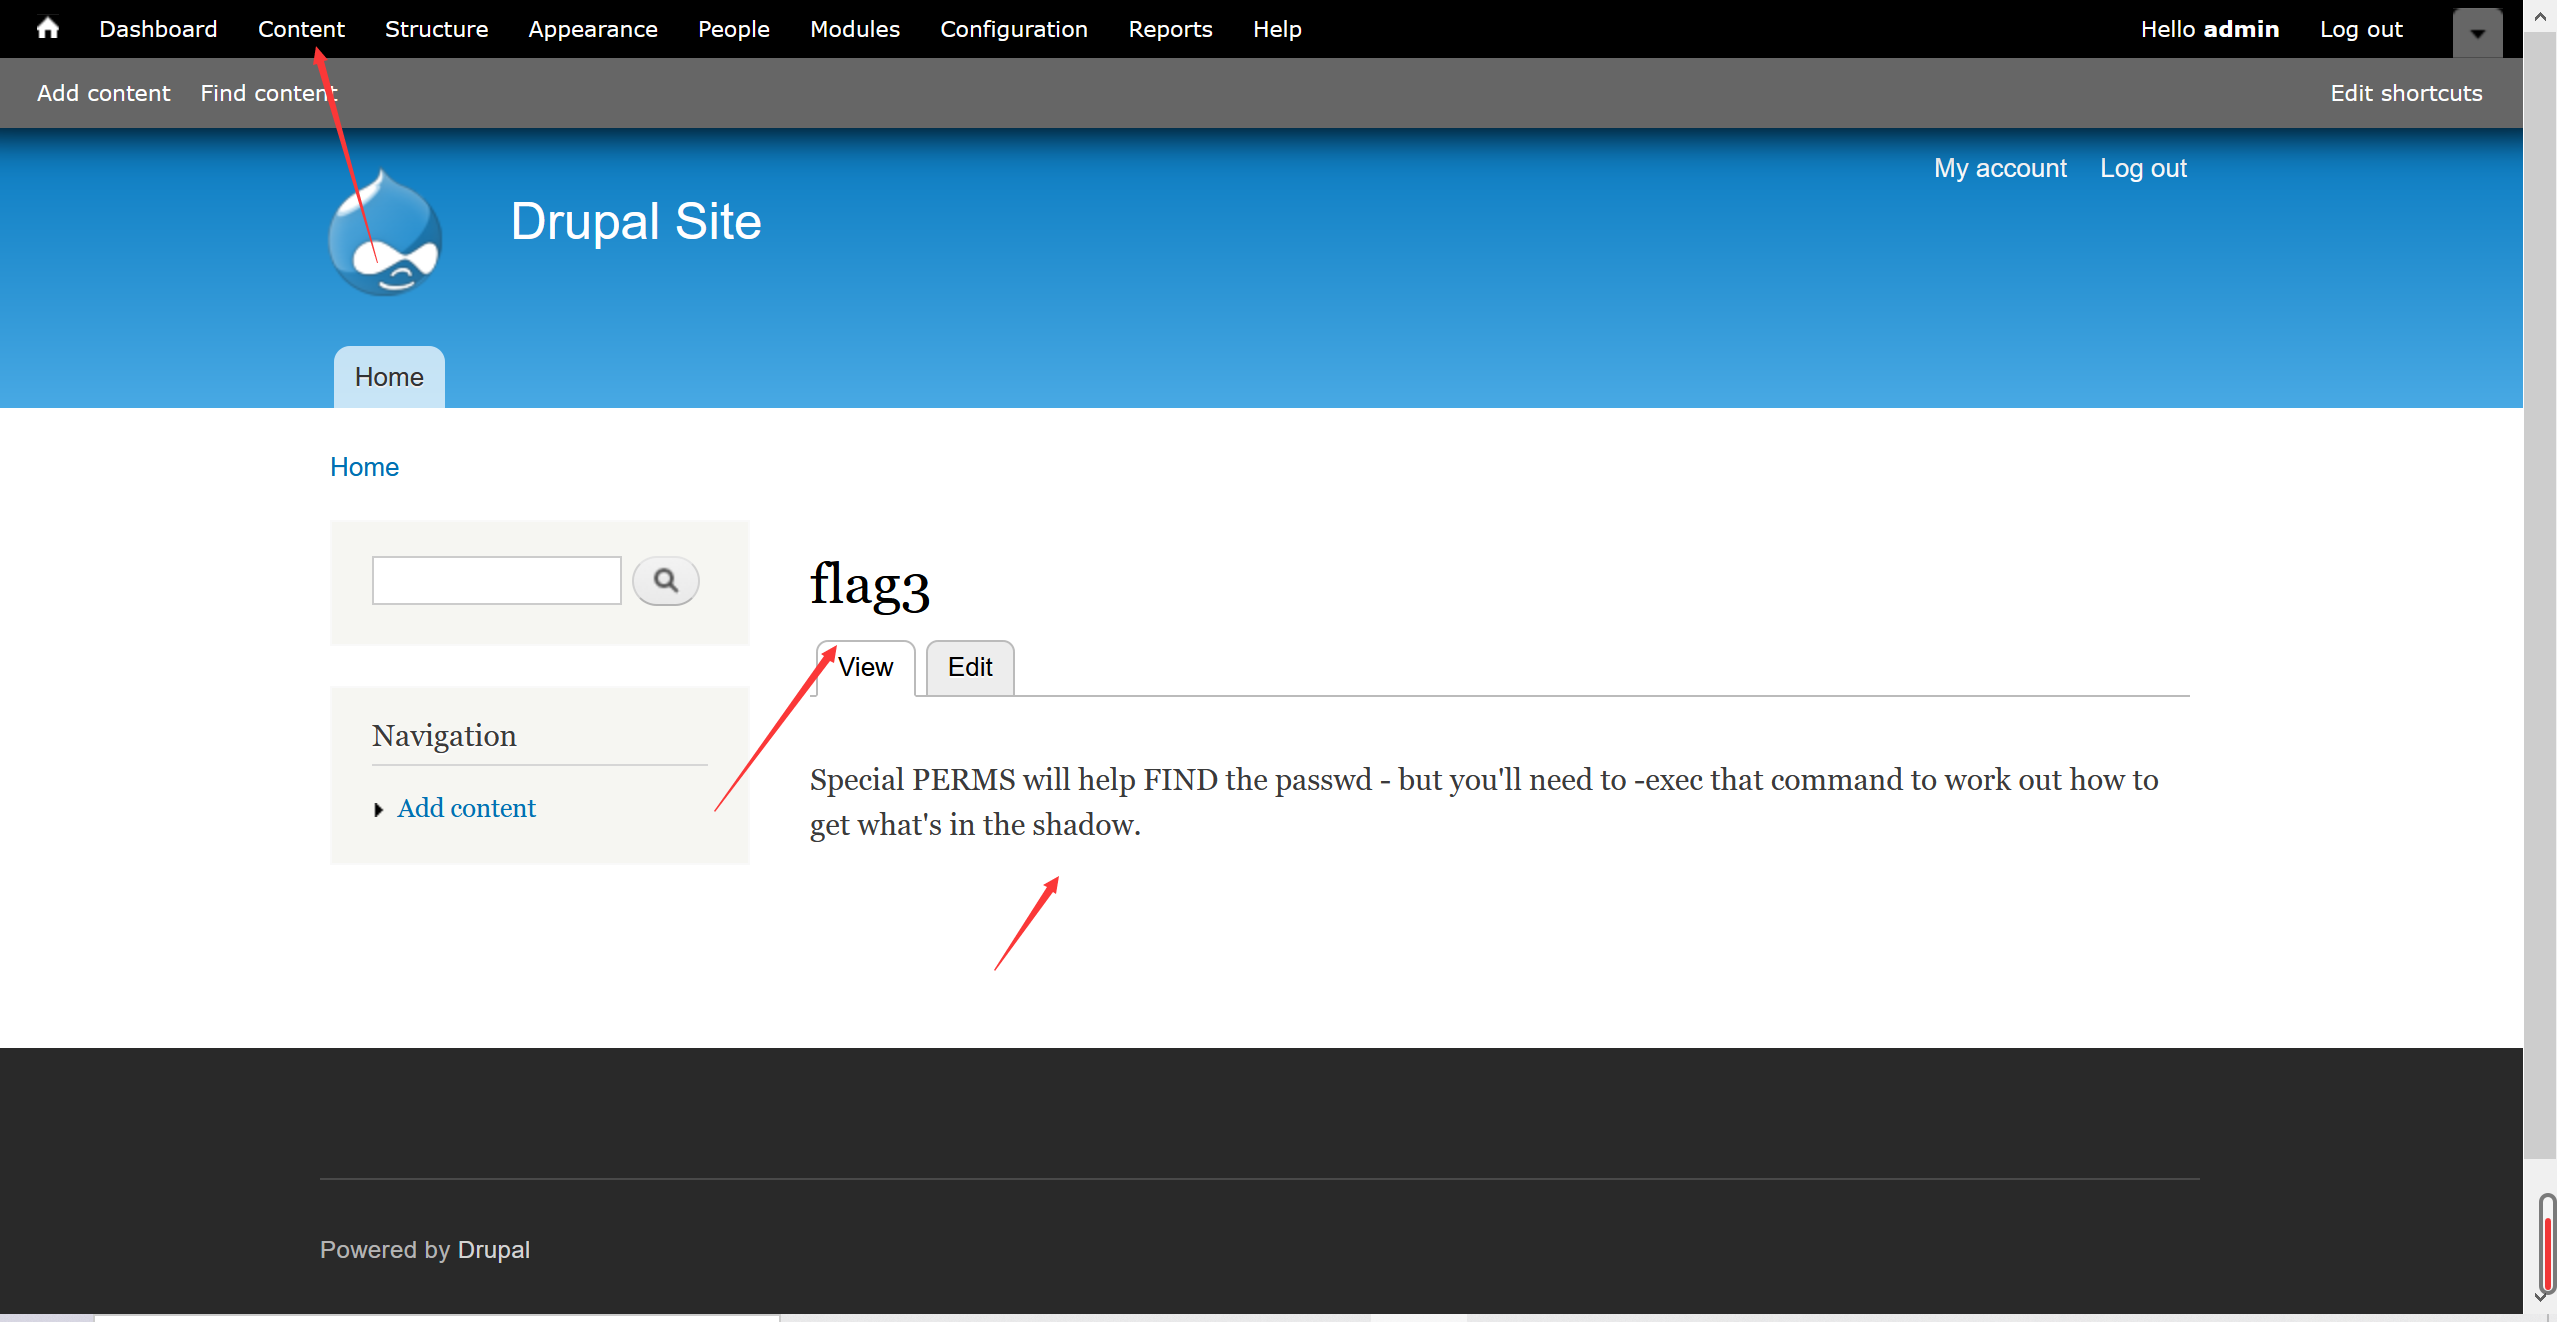 Dashboard Content Structure Appearance People Modules Configuration Reports Help Hello admin Log out
Add content Find content Edit shortcuts
My account Log out
Drupal Site
Home
Home
flag3
View Edit
Navigation
Add content
Special PERMS will help FIND the passwd - but you'll need to -exec that command to work out how to
get what's in the shadow.
Powered by Drupal